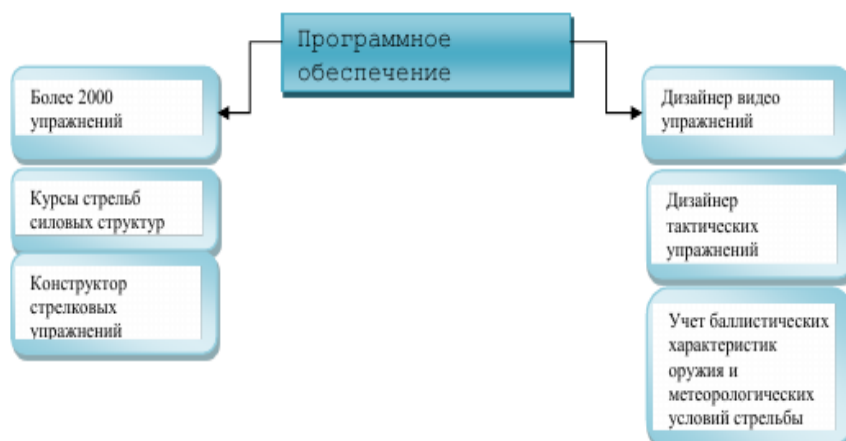 Программное
обеспечение
Более 2000
упражнений
Курсы стрельб
силовых структур
Конструктор
стрелковых
упражнений
Дизайнер видео
упражнений
Дизайнер
тактических
упражнений
Учет баллистических
характеристик
оружия и
метеорологических
условий стрельбы